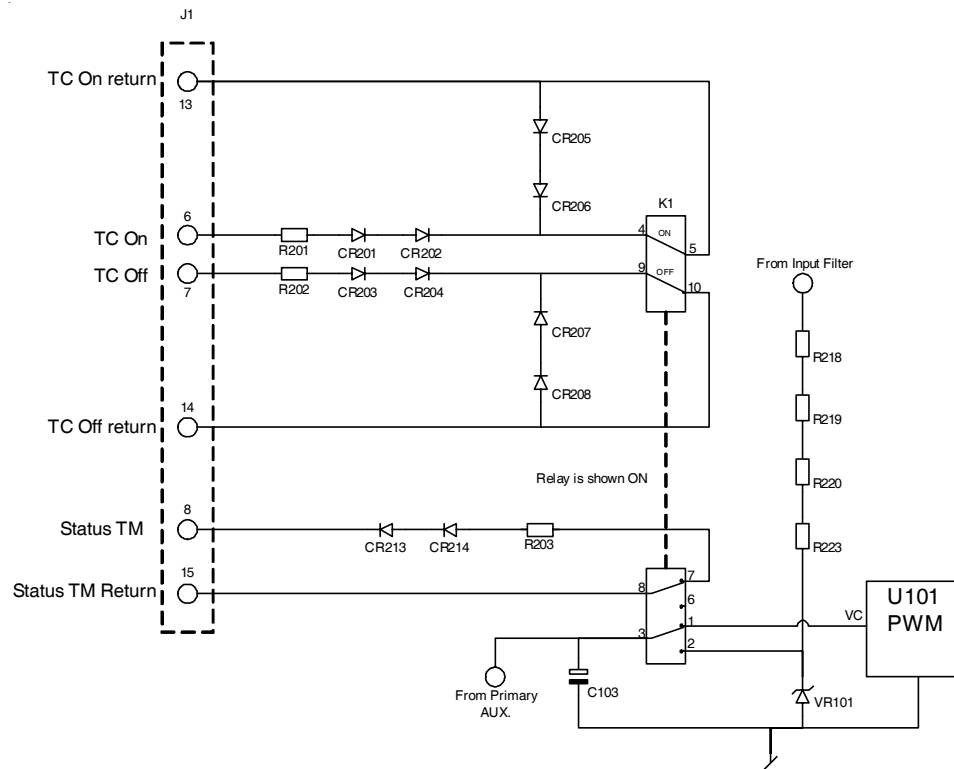 J1
TC On return
13
CR205
CR206
K1
6
4
ON
TC On
R201
CR201
CR202
5
TC Off
9
OFF
7
R202
CR203
CR204
10
From Input Filter
CR207
R218
CR208
14
R219
TC Off return
Relay is shown ON
R220
8
Status TM
CR213
CR214
R203
R223
15
7
Status TM Return
8
6
U101
PWM
1
VC
3
2
From Primary
AUX.
C103
VR101